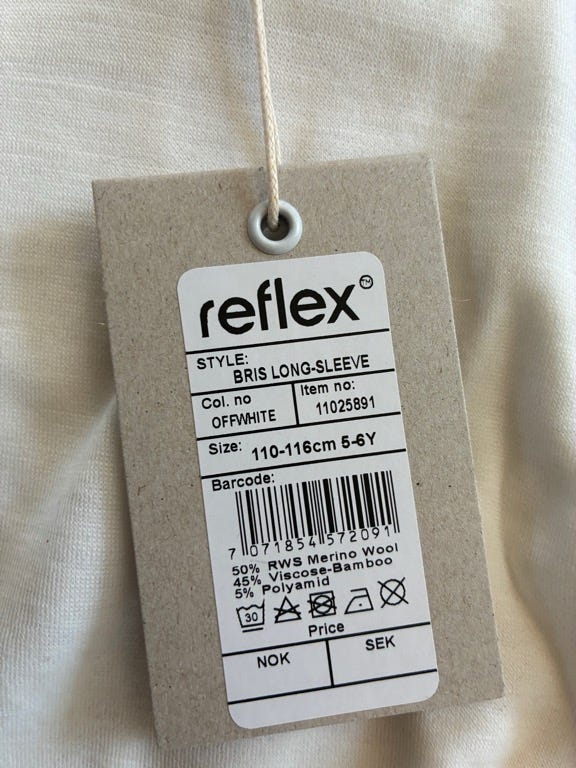 reflex™
STYLE:
BRIS LONG-SLEEVE
Col. no
OFFWHITE
Item no:
11025891
Size: 110-116cm 5-6Y
Barcode:
7 071854 572091
50% RWS Merino Wool
45% Viscose-Bamboo
5% Polyamid
30
Price
NOK
SEK